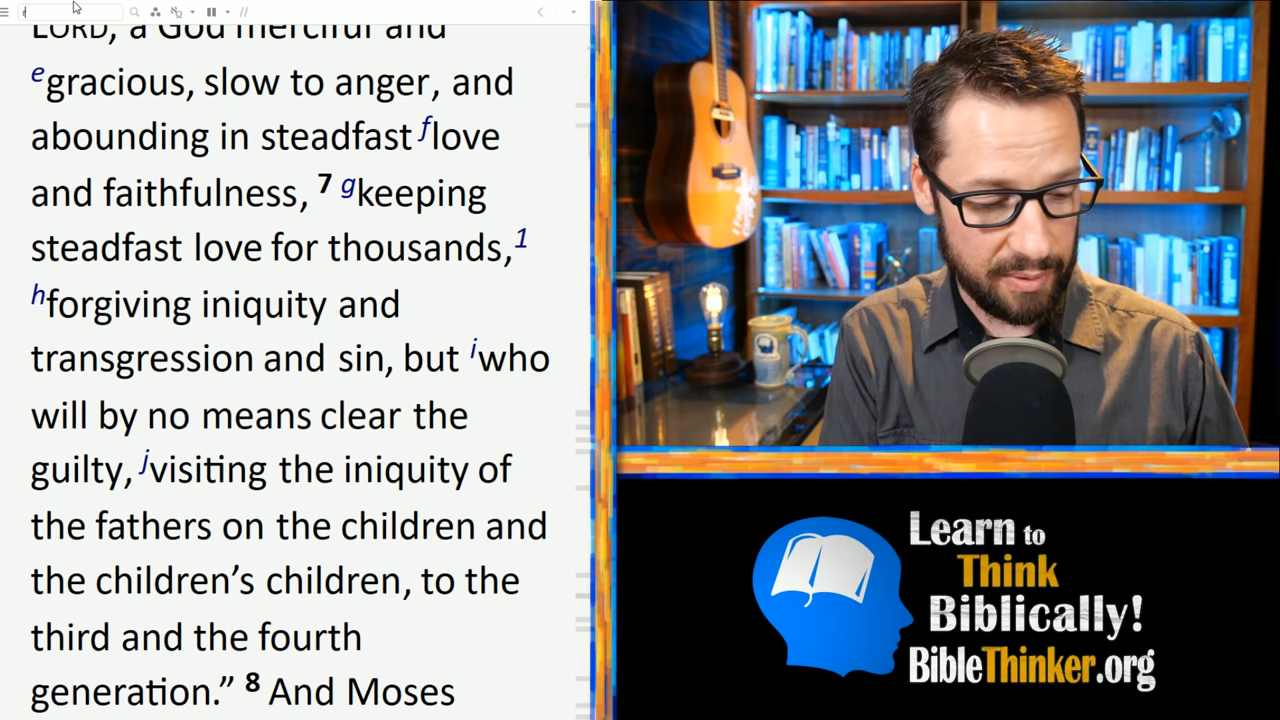 LORD, a God merciful and
egracious, slow to anger, and
abounding in steadfast flove
and faithfulness, 7 gkeeping
steadfast love for thousands,1
hforgiving iniquity and
transgression and sin, but iwho
will by no means clear the
guilty, jvisiting the iniquity of
the fathers on the children and
the children’s children, to the
third and the fourth
generation.” 8 And Moses
Learn to
Think
Biblically!
BibleThinker.org